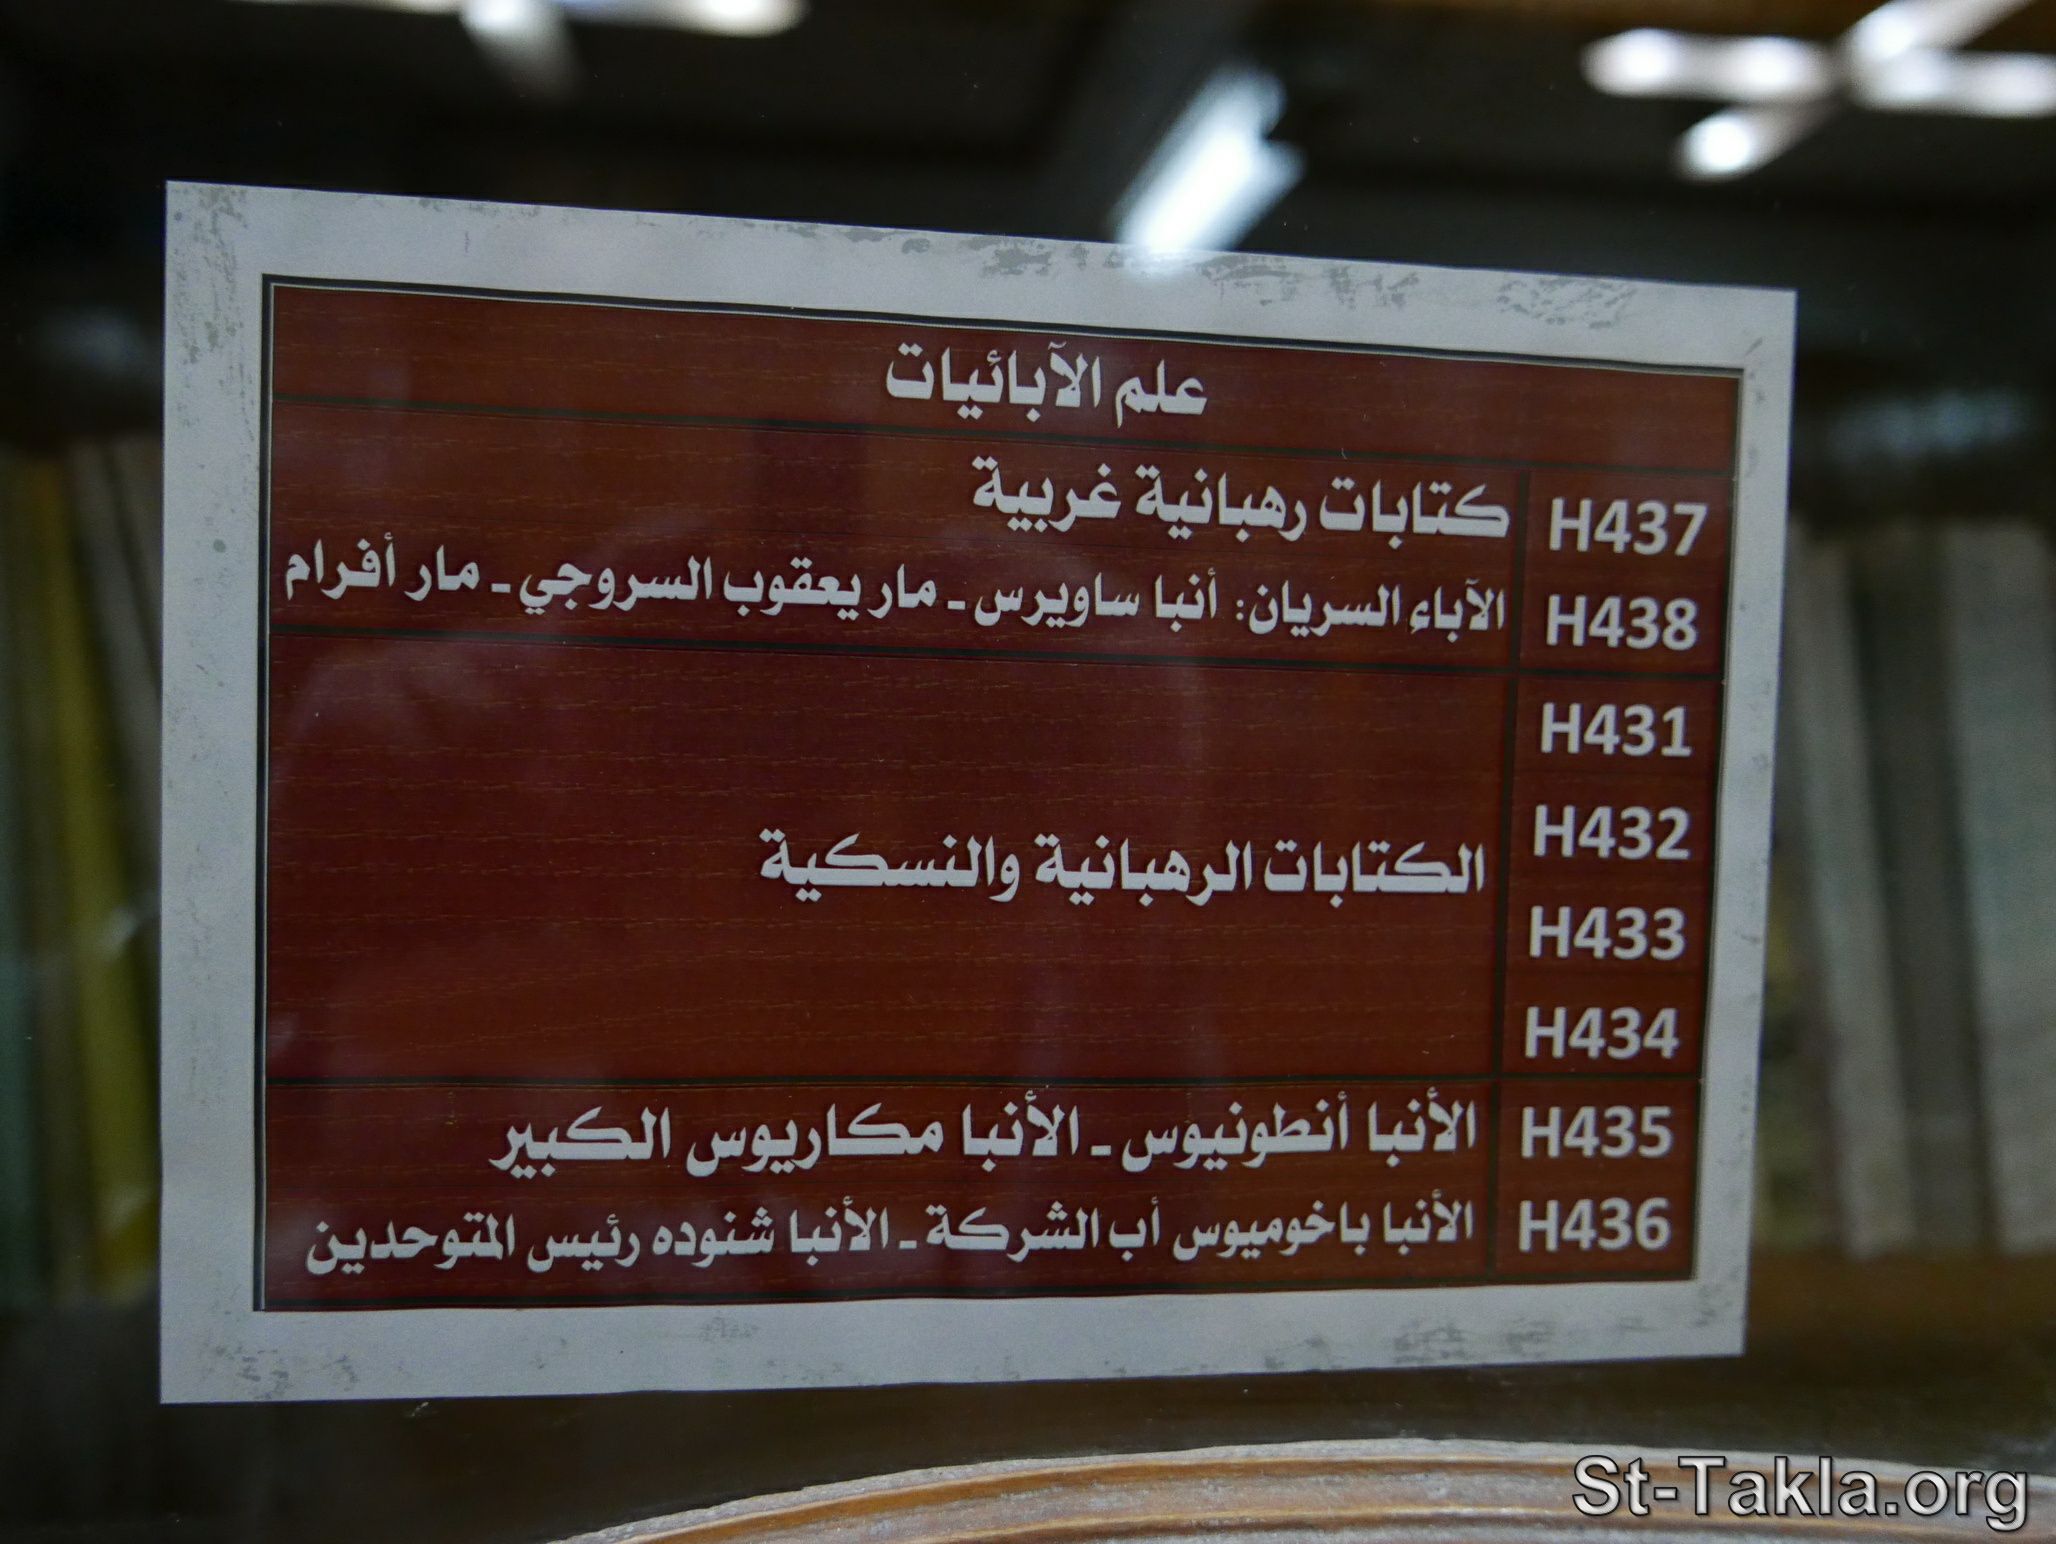 علم الآبائيات
H437 كتابات رهبانية غربية
H438 الآباء السريان: أنبا ساويرس - مار يعقوب السروجي - مار أفرام
H431
H432
الكتابات الرهبانية والنسكية
H433
H434
H435 الأنبا أنطونيوس - الأنبا مكاريوس الكبير
H436 الأنبا باخوميوس أب الشركة - الأنبا شنوده رئيس المتوحدين
St-Takla.org